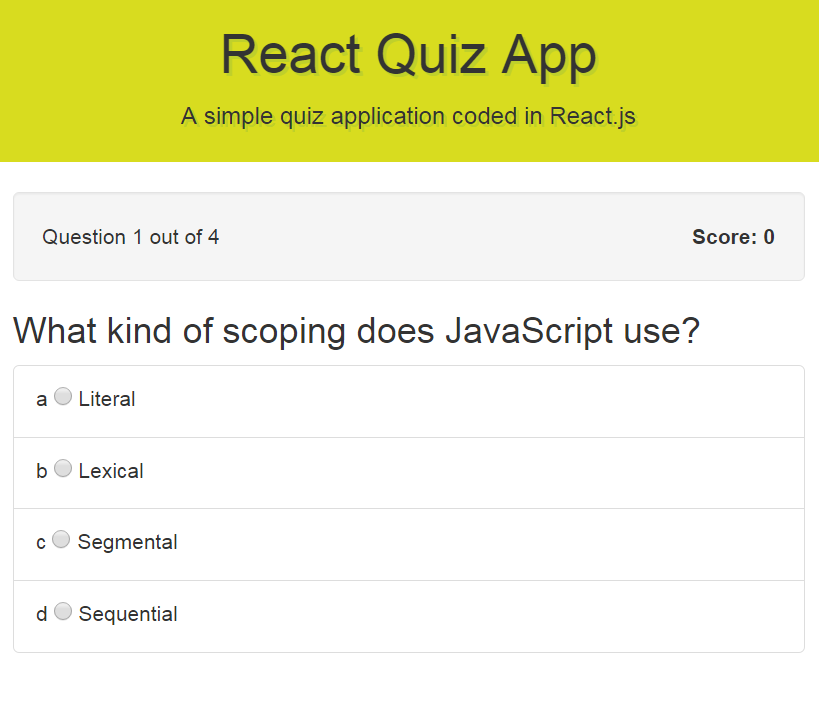 React Quiz App
A simple quiz application coded in React.js
Question 1 out of 4 Score: 0
What kind of scoping does JavaScript use?
a Literal
b Lexical
c Segmental
d Sequential